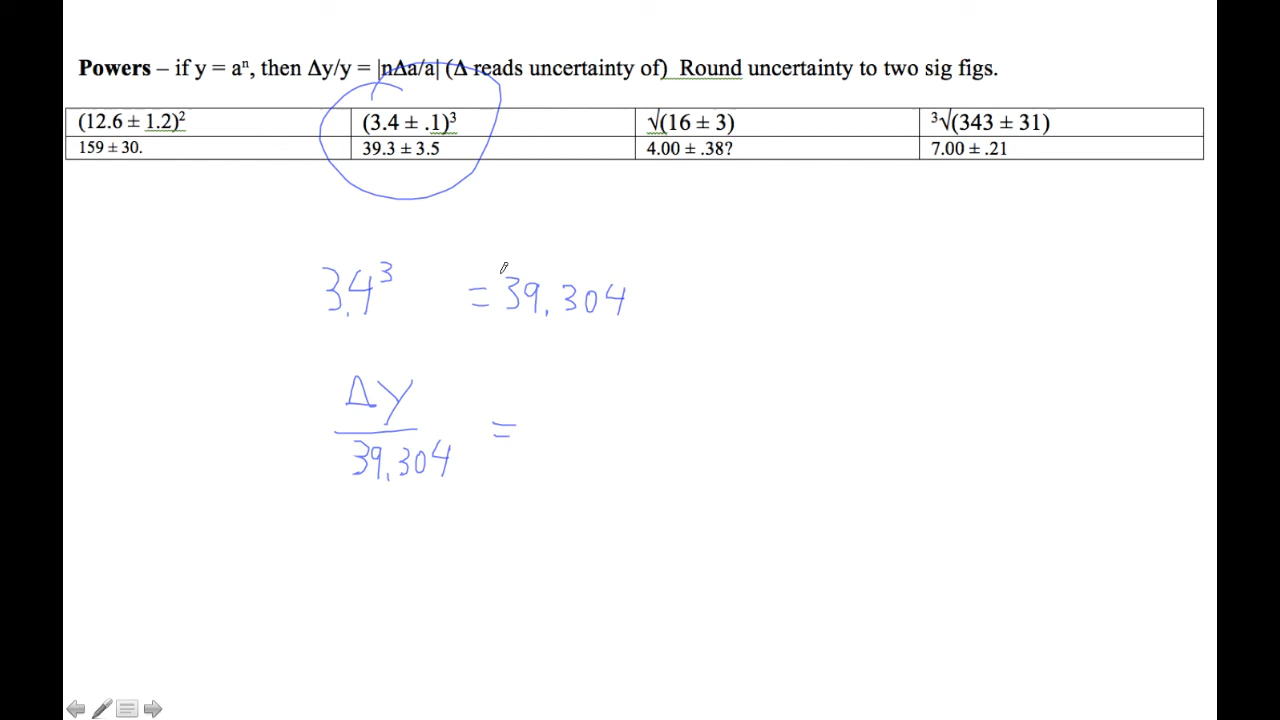 Powers – if y = aⁿ, then Δy/y = |nΔa/a| (Δ reads uncertainty of) Round uncertainty to two sig figs.
(12.6 ± 1.2)² (3.4 ± .1)³ √(16 ± 3) ³√(343 ± 31)
159 ± 30. 39.3 ± 3.5 4.00 ± .38? 7.00 ± .21
3.4³ = 39.304
Δy
39.304 =